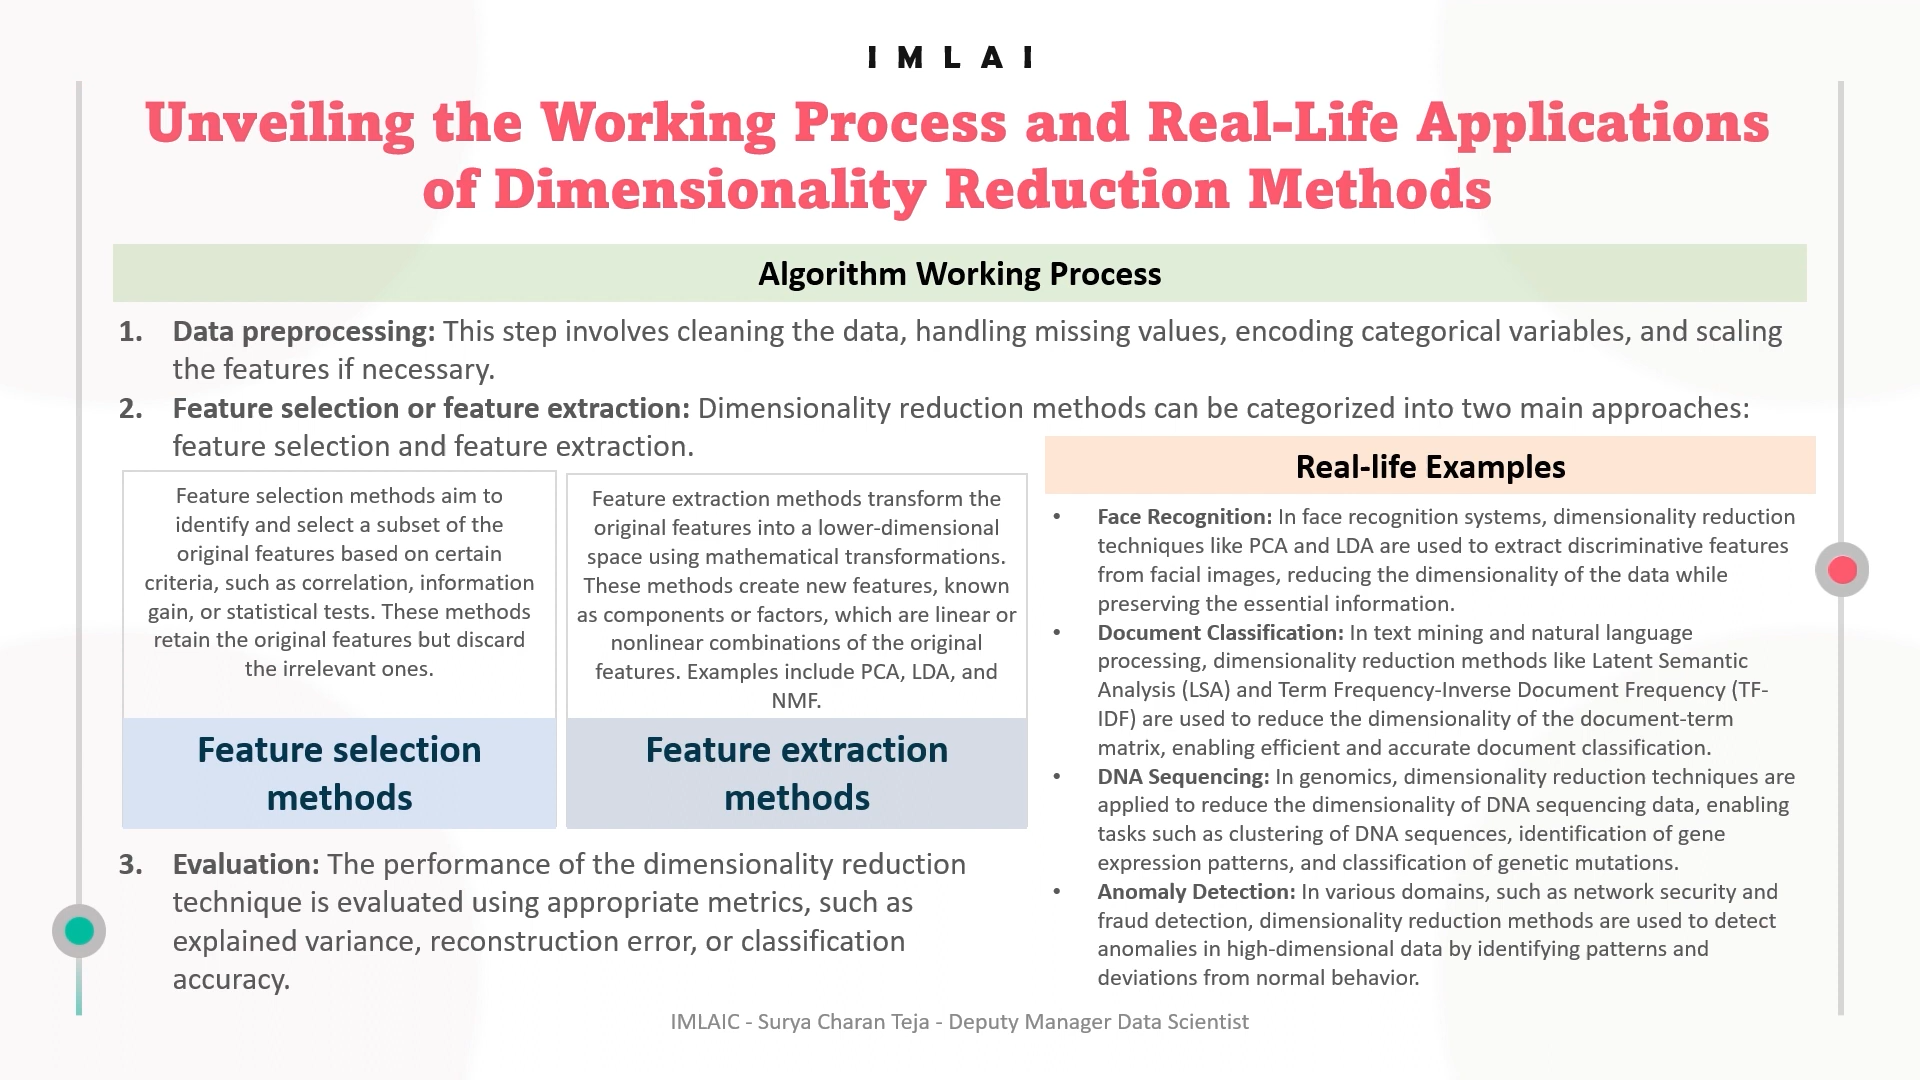 IMLAI
Unveiling the Working Process and Real-Life Applications
of Dimensionality Reduction Methods
Algorithm Working Process
1. Data preprocessing: This step involves cleaning the data, handling missing values, encoding categorical variables, and scaling
the features if necessary.
2. Feature selection or feature extraction: Dimensionality reduction methods can be categorized into two main approaches:
feature selection and feature extraction.
Feature selection methods aim to
identify and select a subset of the
original features based on certain
criteria, such as correlation, information
gain, or statistical tests. These methods
retain the original features but discard
the irrelevant ones.
Feature selection
methods
Feature extraction methods transform the
original features into a lower-dimensional
space using mathematical transformations.
These methods create new features, known
as components or factors, which are linear or
nonlinear combinations of the original
features. Examples include PCA, LDA, and
NMF.
Feature extraction
methods
3. Evaluation: The performance of the dimensionality reduction
technique is evaluated using appropriate metrics, such as
explained variance, reconstruction error, or classification
accuracy.
Real-life Examples
• Face Recognition: In face recognition systems, dimensionality reduction
techniques like PCA and LDA are used to extract discriminative features
from facial images, reducing the dimensionality of the data while
preserving the essential information.
• Document Classification: In text mining and natural language
processing, dimensionality reduction methods like Latent Semantic
Analysis (LSA) and Term Frequency-Inverse Document Frequency (TF-
IDF) are used to reduce the dimensionality of the document-term
matrix, enabling efficient and accurate document classification.
• DNA Sequencing: In genomics, dimensionality reduction techniques are
applied to reduce the dimensionality of DNA sequencing data, enabling
tasks such as clustering of DNA sequences, identification of gene
expression patterns, and classification of genetic mutations.
• Anomaly Detection: In various domains, such as network security and
fraud detection, dimensionality reduction methods are used to detect
anomalies in high-dimensional data by identifying patterns and
deviations from normal behavior.
IMLAIC - Surya Charan Teja - Deputy Manager Data Scientist